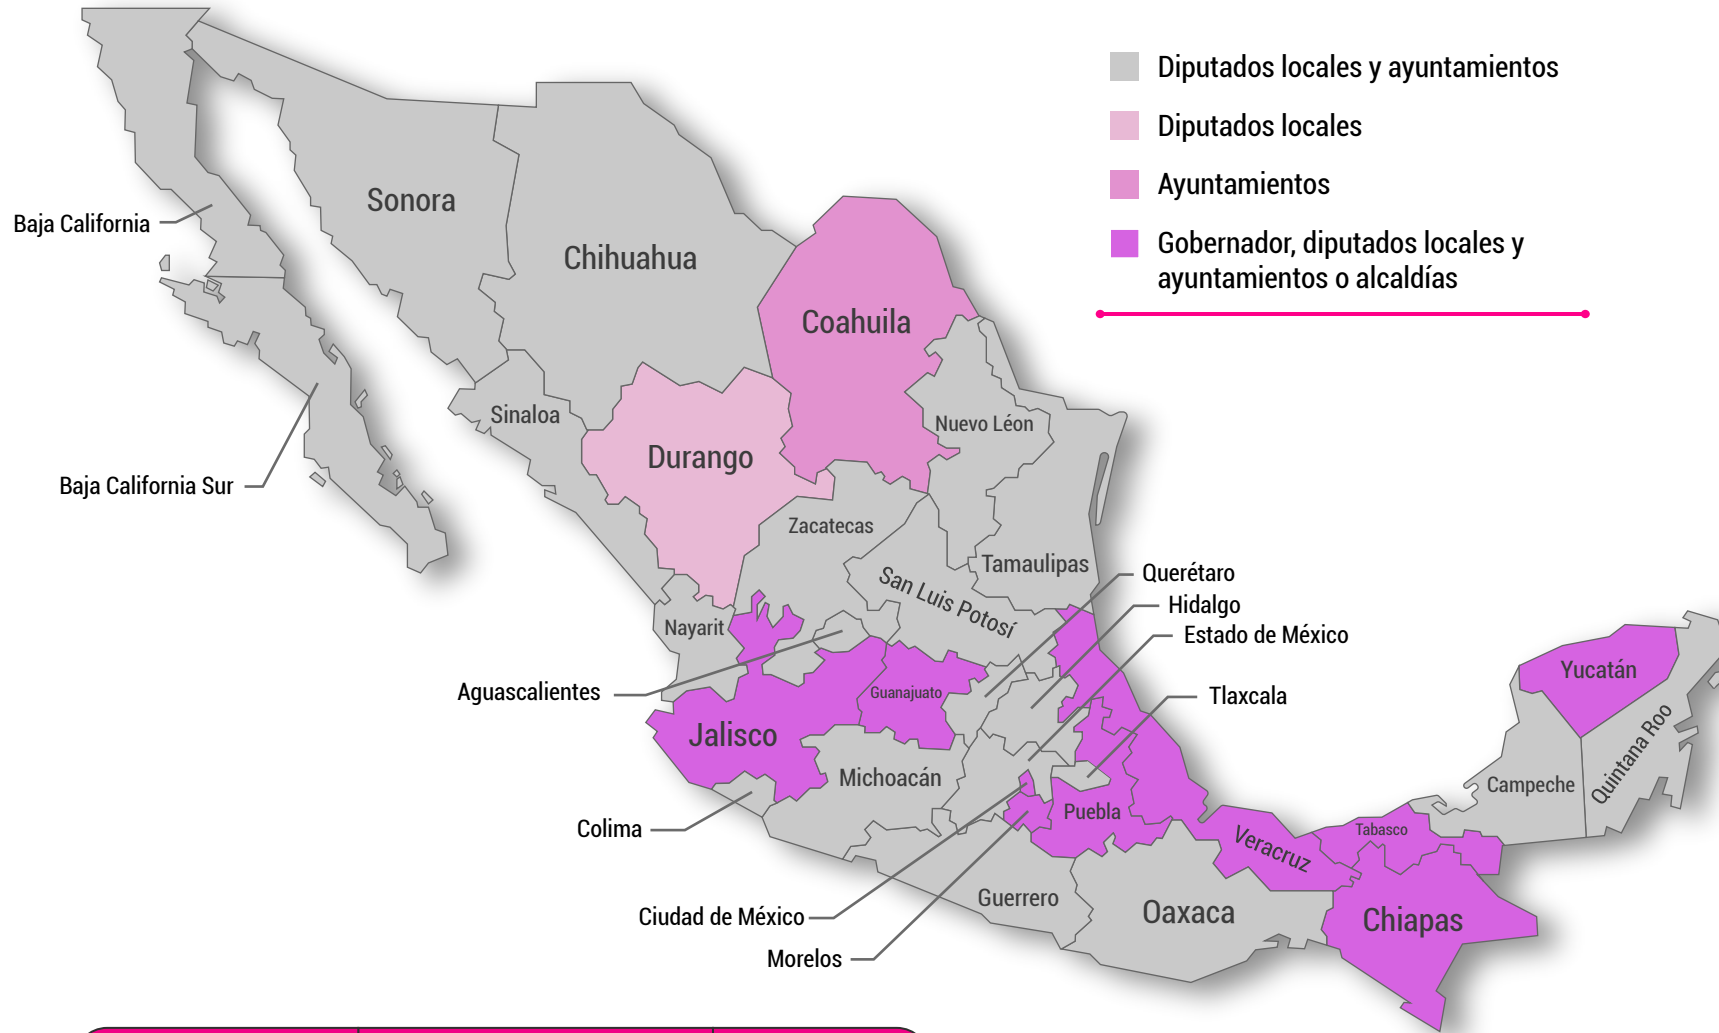 Diputados locales y ayuntamientos
Diputados locales
Ayuntamientos
Gobernador, diputados locales y
ayuntamientos o alcaldías
Baja California
Sonora
Chihuahua
Coahuila
Sinaloa
Nuevo Léon
Durango
Baja California Sur
Zacatecas
Tamaulipas
San Luis Potosí
Querétaro
Hidalgo
Estado de México
Nayarit
Aguascalientes
Guanajuato
Tlaxcala
Yucatán
Jalisco
Michoacán
Quintana Roo
Campeche
Colima
Puebla
Veracruz
Tabasco
Guerrero
Oaxaca
Chiapas
Ciudad de México
Morelos